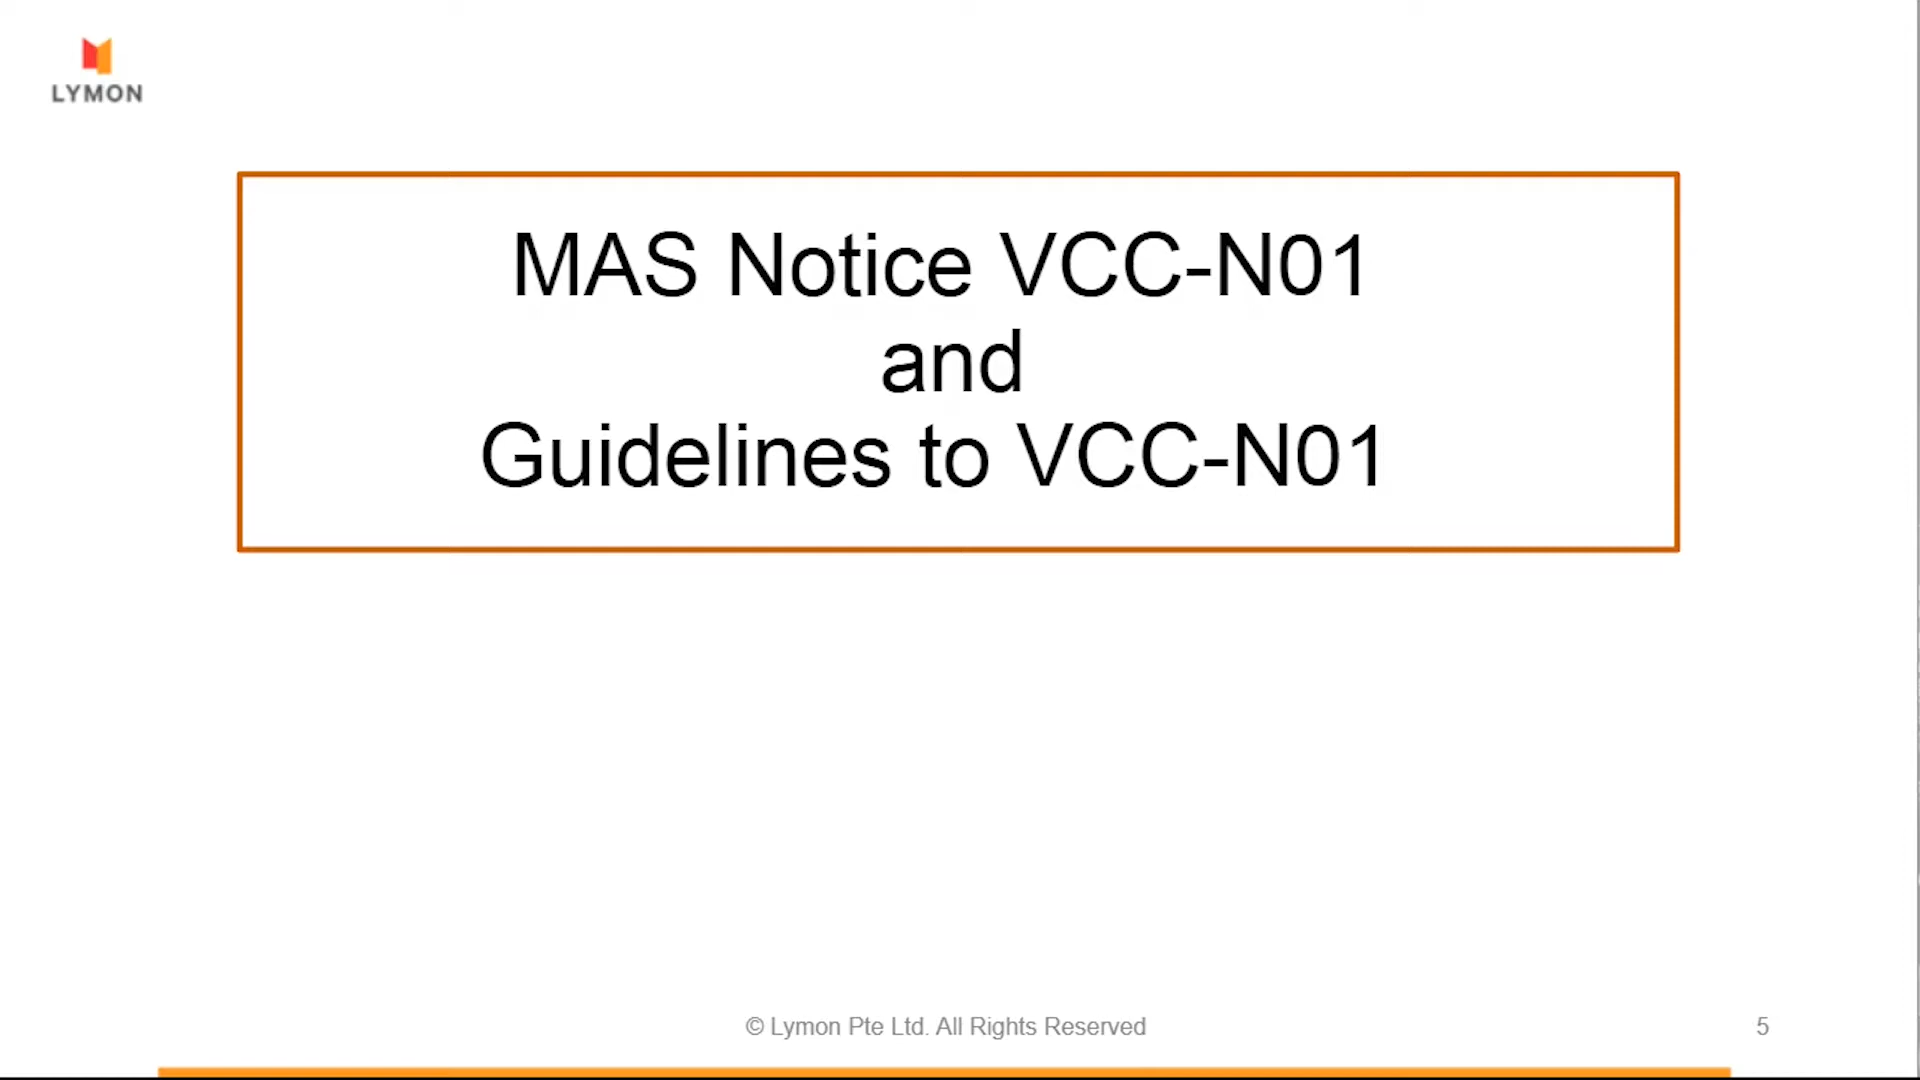 LYMON
MAS Notice VCC-N01
and
Guidelines to VCC-N01
© Lymon Pte Ltd. All Rights Reserved
5